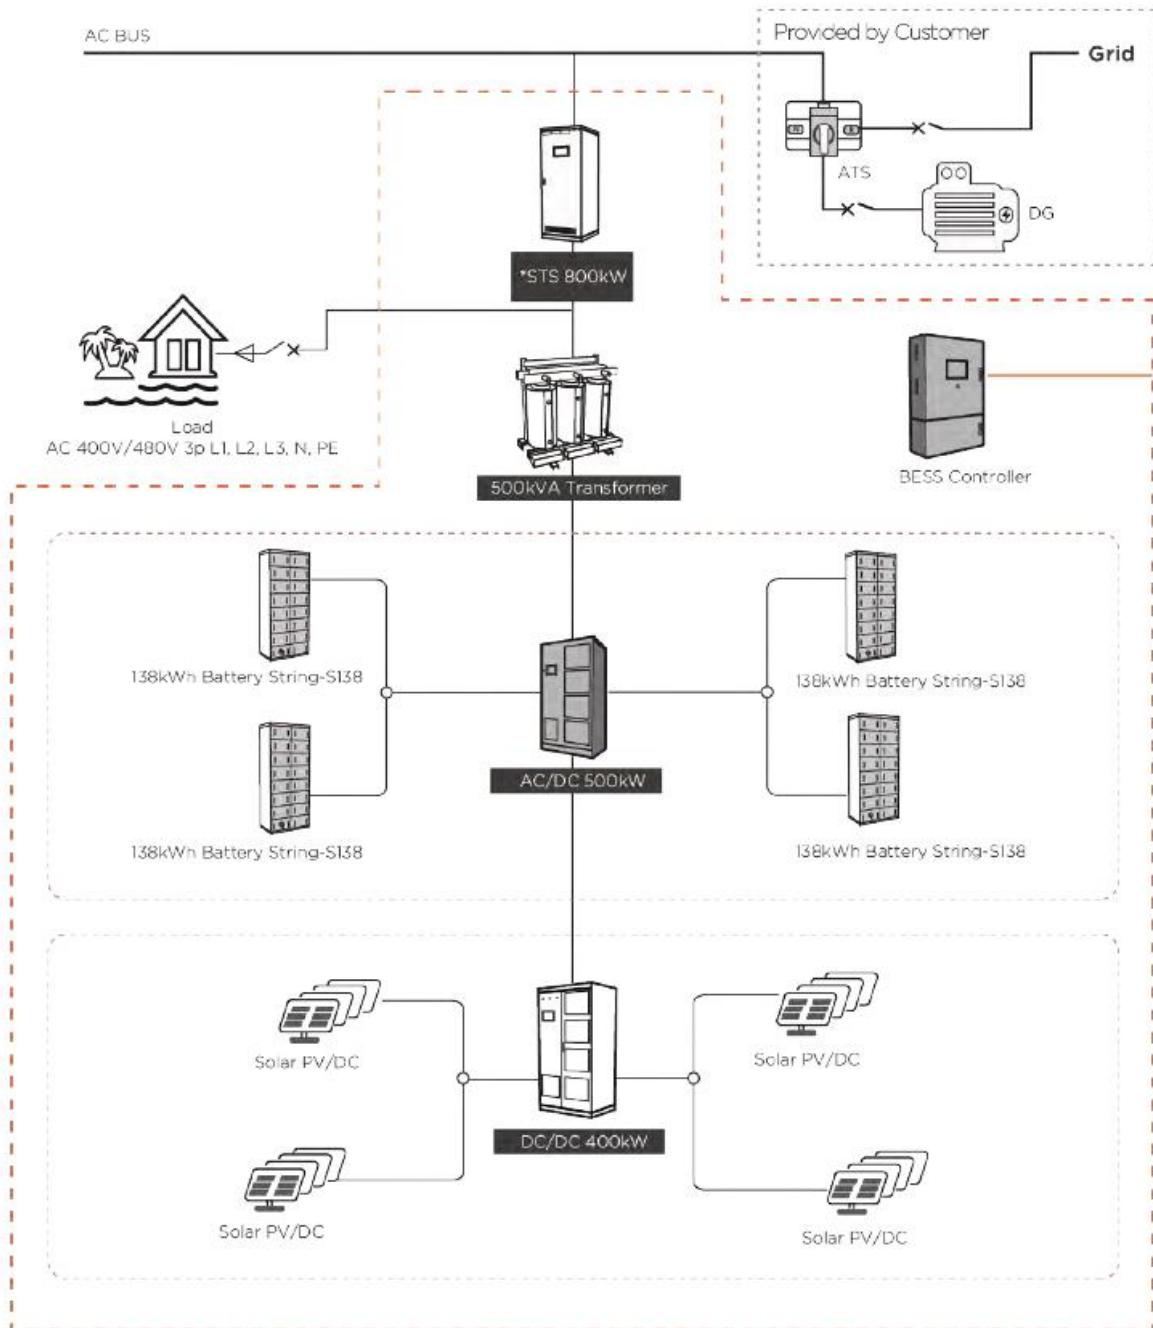 AC BUS
Provided by Customer
Grid
ATS
DG
*STS 800kW
Load
AC 400V/480V 3p L1, L2, L3, N, PE
500kVA Transformer
BESS Controller
138kWh Battery String-S138
138kWh Battery String-S138
AC/DC 500kW
138kWh Battery String-S138
138kWh Battery String-S138
Solar PV/DC
Solar PV/DC
DC/DC 400kW
Solar PV/DC
Solar PV/DC